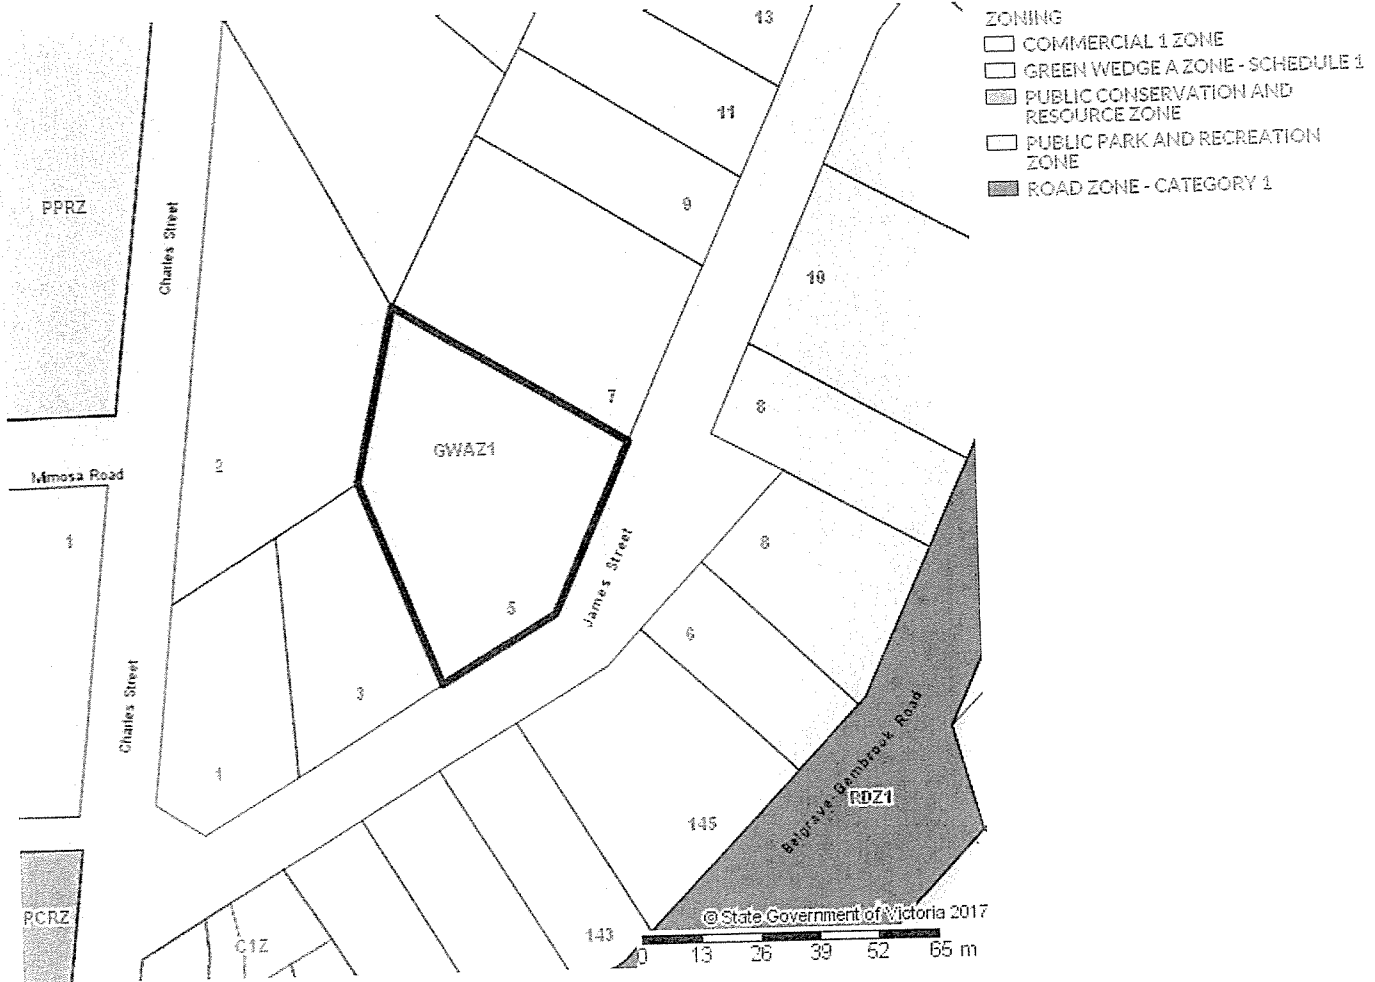 ZONING
COMMERCIAL 1 ZONE
GREEN WEDGE A ZONE - SCHEDULE 1
PUBLIC CONSERVATION AND
RESOURCE ZONE
PUBLIC PARK AND RECREATION
ZONE
ROAD ZONE - CATEGORY 1
13
11
9
PPRZ
Charles Street
10
7
8
GWAZ1
2
Mimosa Road
1
8
James Street
5
6
3
Charles Street
1
Belgrave-Gembrook Road
RDZ1
145
PCRZ
C1Z
143
© State Government of Victoria 2017
0 13 26 39 52 65 m